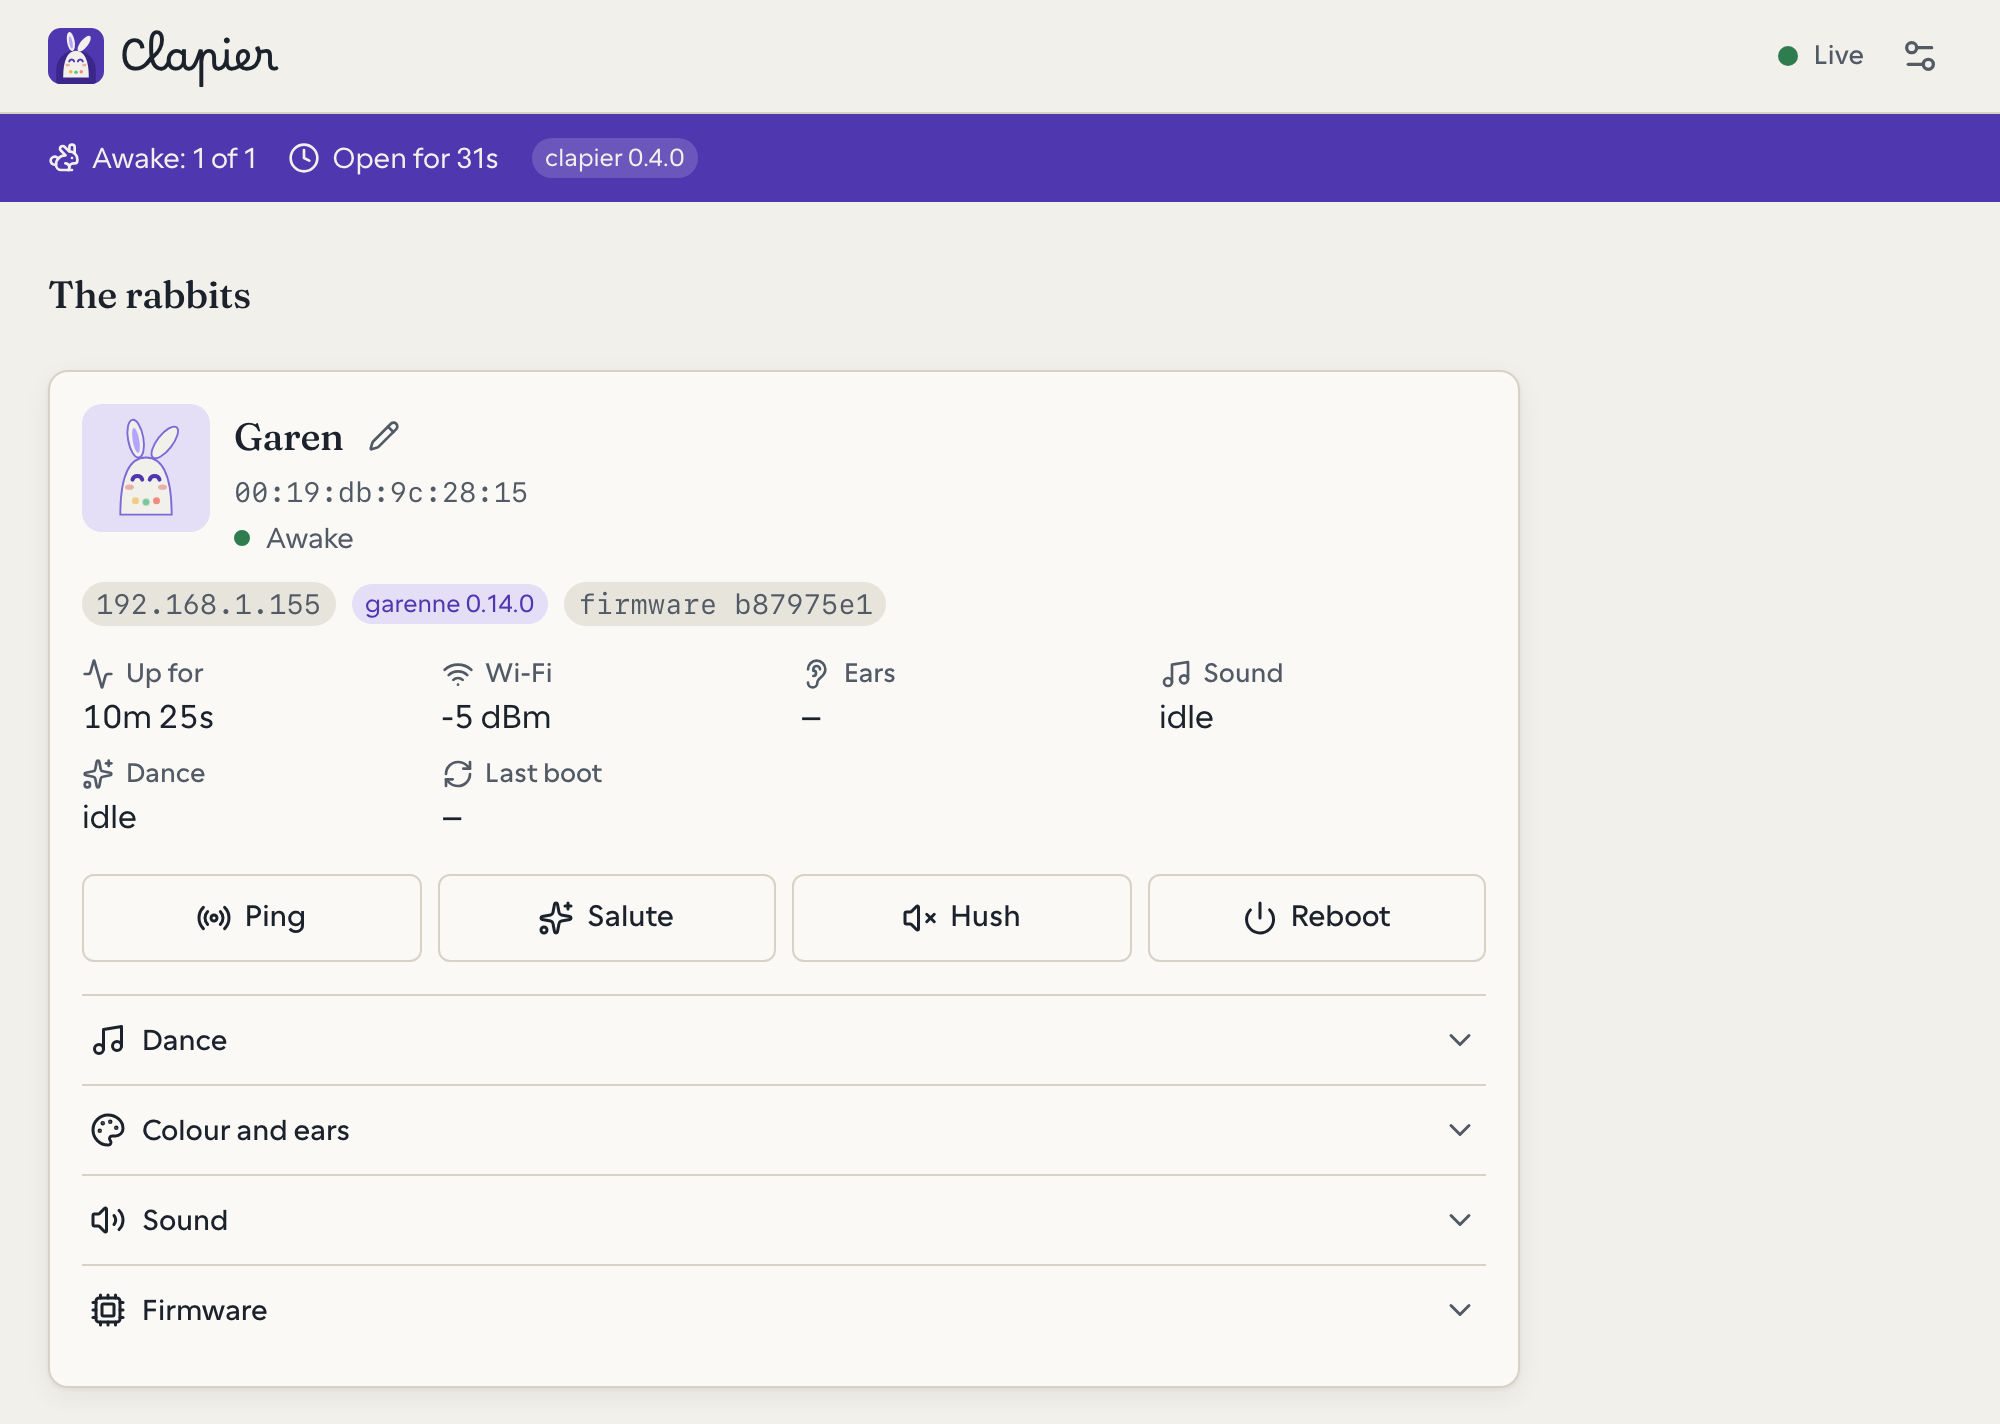 Clapier
Live
Awake: 1 of 1
Open for 31s
clapier 0.4.0
The rabbits
Garen
00:19:db:9c:28:15
Awake
192.168.1.155
garenne 0.14.0
firmware b87975e1
Up for
Wi-Fi
Ears
Sound
10m 25s
-5 dBm
–
idle
Dance
Last boot
idle
–
Ping
Salute
Hush
Reboot
Dance
Colour and ears
Sound
Firmware